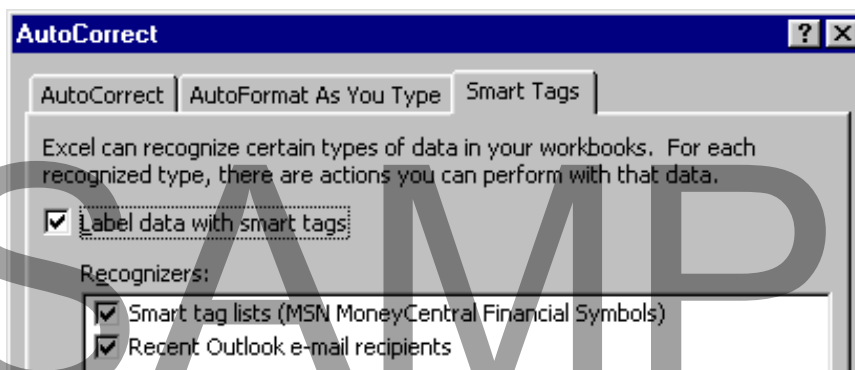 AutoCorrect
AutoCorrect AutoFormat As You Type Smart Tags
Excel can recognize certain types of data in your workbooks. For each
recognized type, there are actions you can perform with that data.
Label data with smart tags
Recognizers:
Smart tag lists (MSN MoneyCentral Financial Symbols)
Recent Outlook e-mail recipients
SAMP